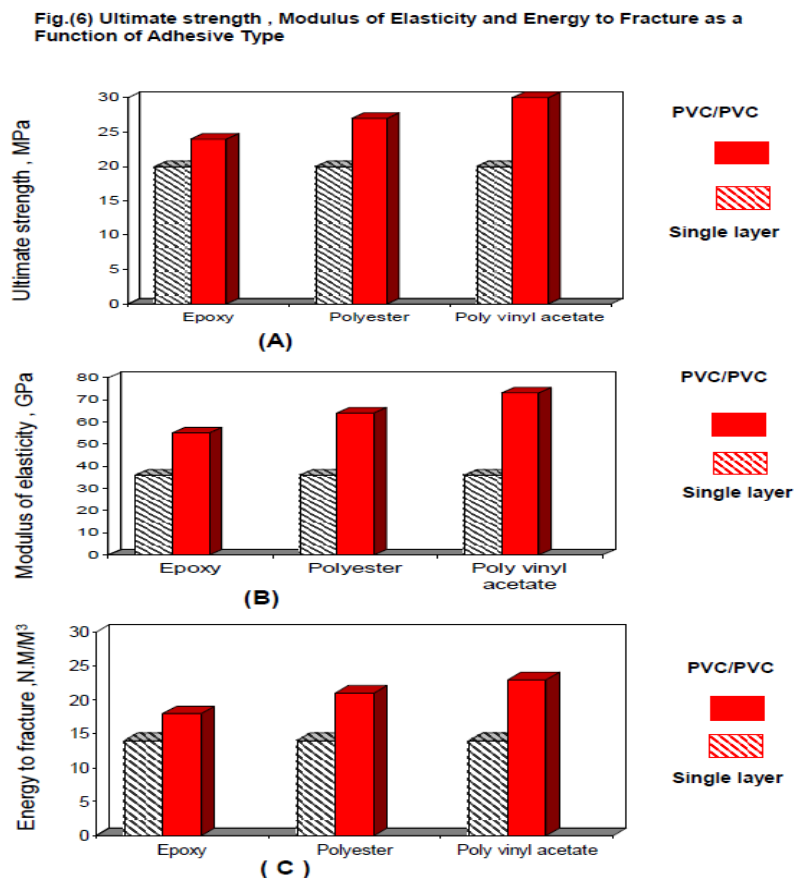 Fig.(6) Ultimate strength , Modulus of Elasticity and Energy to Fracture as a
Function of Adhesive Type
Ultimate strength , MPa
30
25
20
15
10
5
0
Epoxy
Polyester
Poly vinyl acetate
(A)
PVC/PVC
Single layer
Modulus of elasticity , GPa
80
70
60
50
40
30
20
10
0
Epoxy
Polyester
Poly vinyl
acetate
(B)
PVC/PVC
Single layer
Energy to fracture ,N.M/M³
30
25
20
15
10
5
0
Epoxy
Polyester
Poly vinyl acetate
( C )
PVC/PVC
Single layer